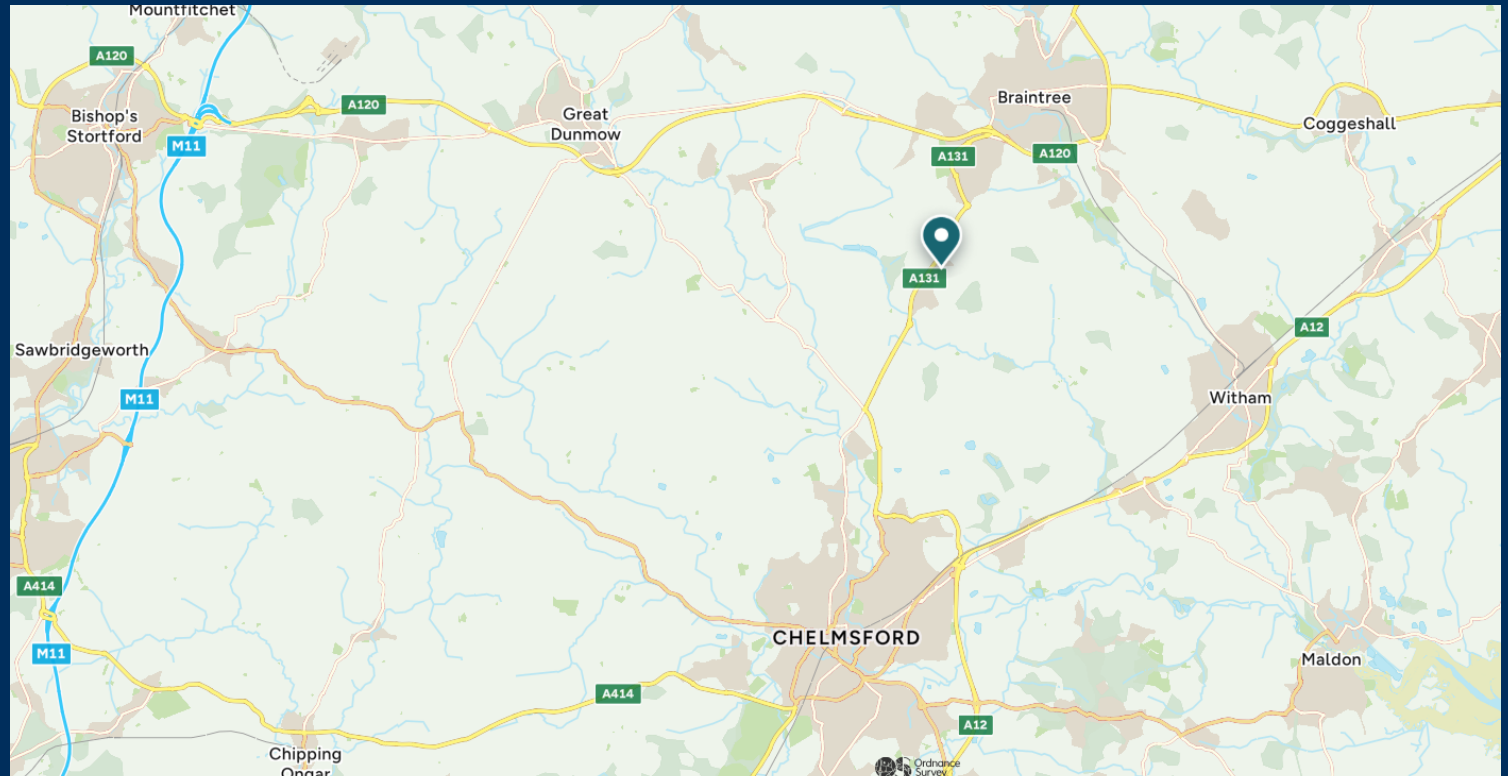 Mountfitchet
A120
A120
Bishop's
Stortford
M11
Great
Dunmow
Braintree
Coggeshall
A131
A120
A131
A12
Sawbridgeworth
M11
Witham
A414
CHELMSFORD
M11
Maldon
A414
A12
Chipping
Ongar
Ordnance
Survey